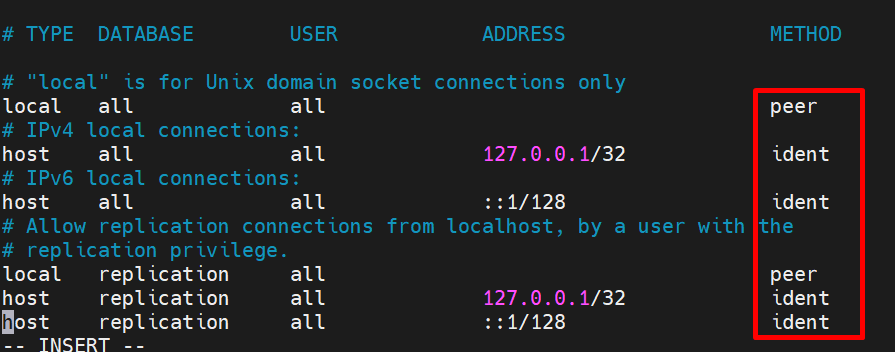 # TYPE  DATABASE        USER            ADDRESS                 METHOD
# "local" is for Unix domain socket connections only
local   all             all                                     peer
# IPv4 local connections:
host    all             all             127.0.0.1/32            ident
# IPv6 local connections:
host    all             all             ::1/128                 ident
# Allow replication connections from localhost, by a user with the
# replication privilege.
local   replication     all                                     peer
host    replication     all             127.0.0.1/32            ident
host    replication     all             ::1/128                 ident
-- INSERT --